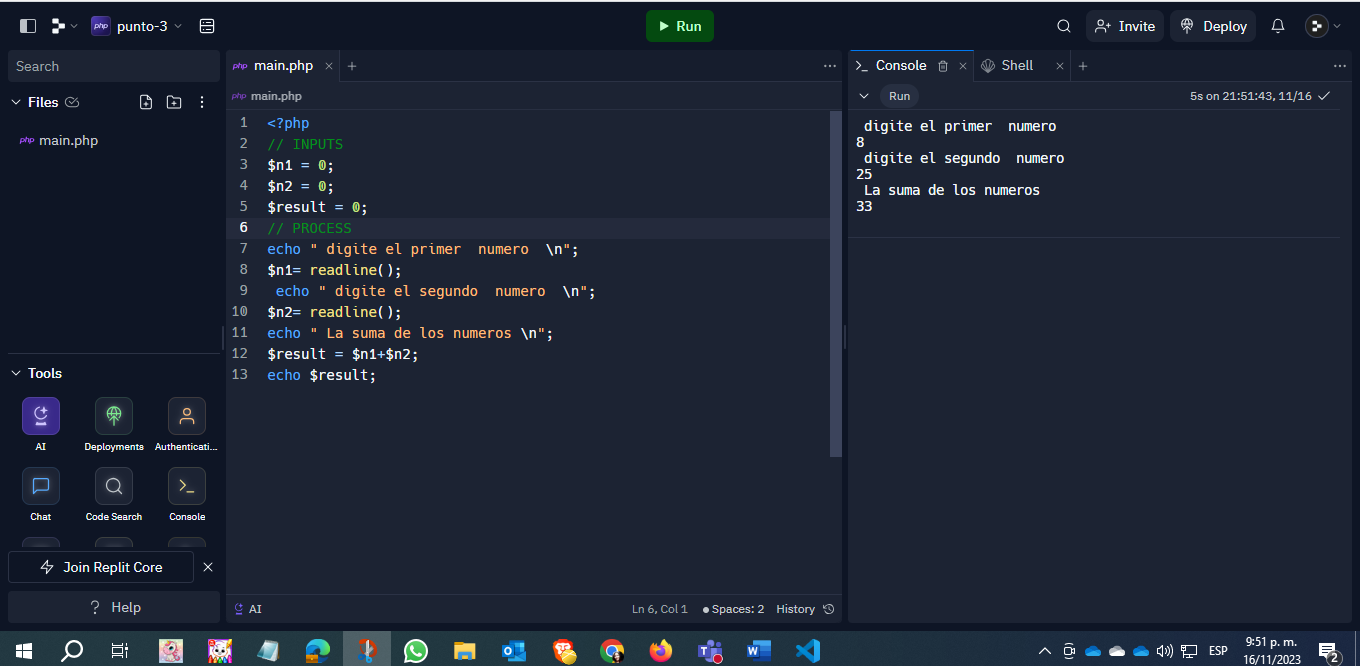 php punto-3
Run
Invite
Deploy
Search
Files
php main.php
Tools
AI
Deployments
Authenticati...
Chat
Code Search
Console
Join Replit Core
? Help
php main.php
php main.php
1 <?php
2 // INPUTS
3 $n1 = 0;
4 $n2 = 0;
5 $result = 0;
6 // PROCESS
7 echo " digite el primer  numero  \n";
8 $n1= readline();
9  echo " digite el segundo  numero  \n";
10 $n2= readline();
11 echo " La suma de los numeros \n";
12 $result = $n1+$n2;
13 echo $result;
AI
Ln 6, Col 1
Spaces: 2
History
Console
Shell
Run
5s on 21:51:43, 11/16
digite el primer  numero
8
digite el segundo  numero
25
La suma de los numeros
33
ESP
9:51 p. m.
16/11/2023
2